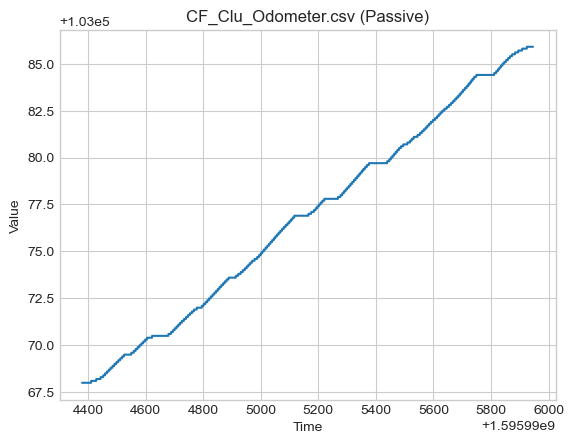 CF_Clu_Odometer.csv (Passive)
+1.03e5
85.0
82.5
80.0
77.5
75.0
72.5
70.0
67.5
Value
4400 4600 4800 5000 5200 5400 5600 5800 6000
Time
+1.59599e9